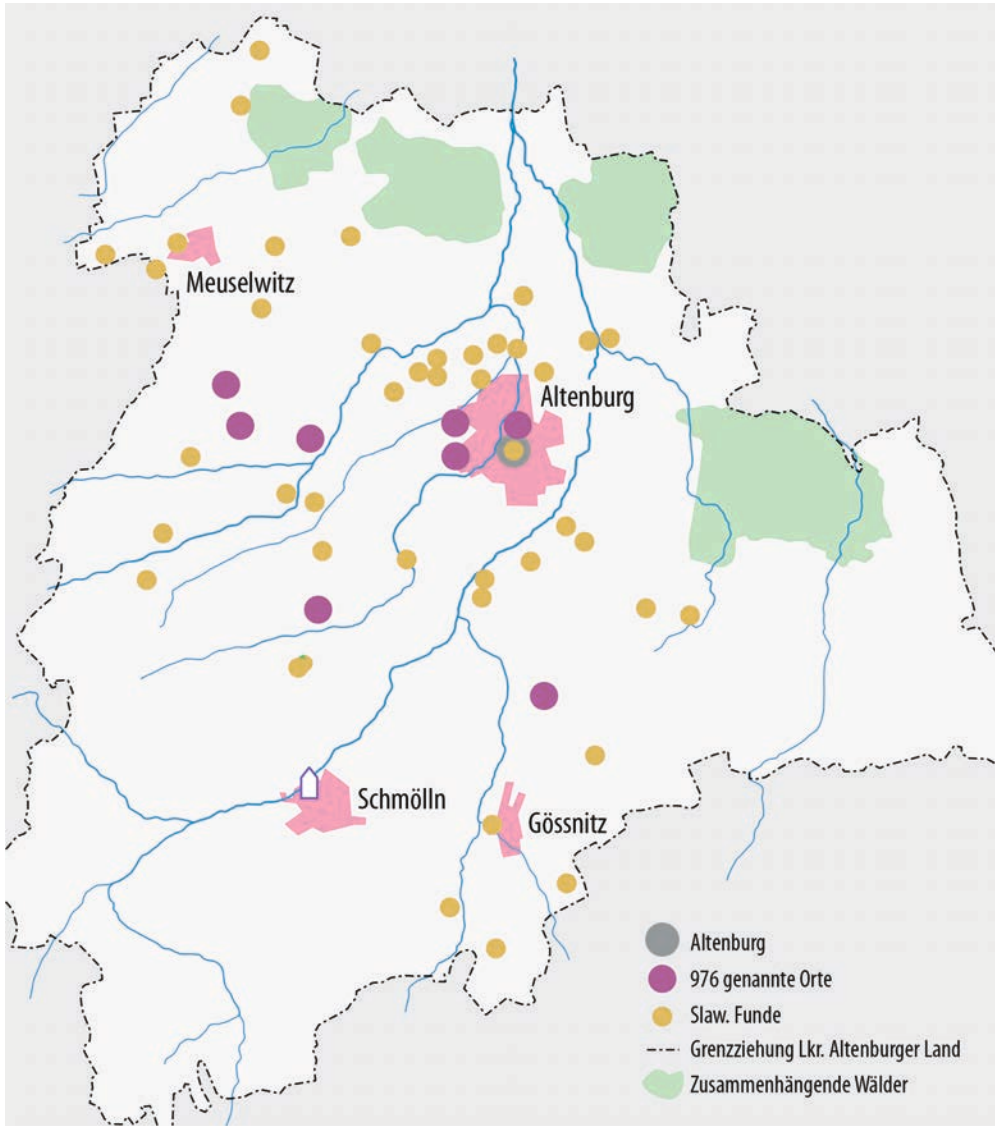 Meuselwitz
Altenburg
Schmölln
Gössnitz
Altenburg
976 genannte Orte
Slaw. Funde
Grenzziehung Lkr. Altenburger Land
Zusammenhängende Wälder